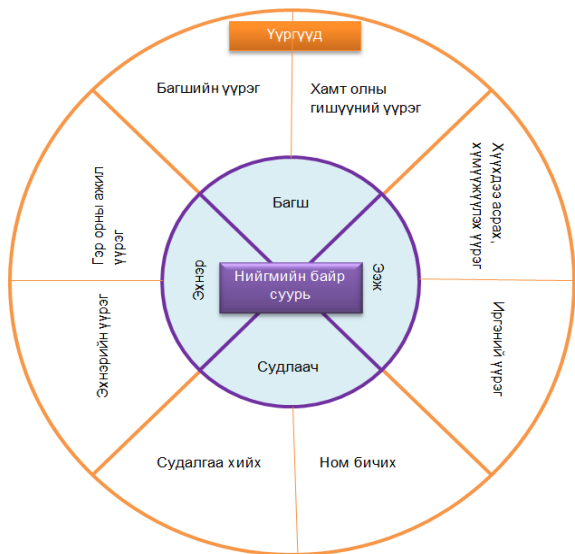 Үүргүүд
Багшийн үүрэг
Хамт олны
гишүүний үүрэг
Гэр орны ажил
үүрэг
Хүүхдээ асрах,
хүмүүжүүлэх үүрэг
Багш
Эхнэр
Нийгмийн байр
суурь
Ээж
Судлаач
Эхнэрийн үүрэг
Иргэний үүрэг
Судалгаа хийх
Ном бичих